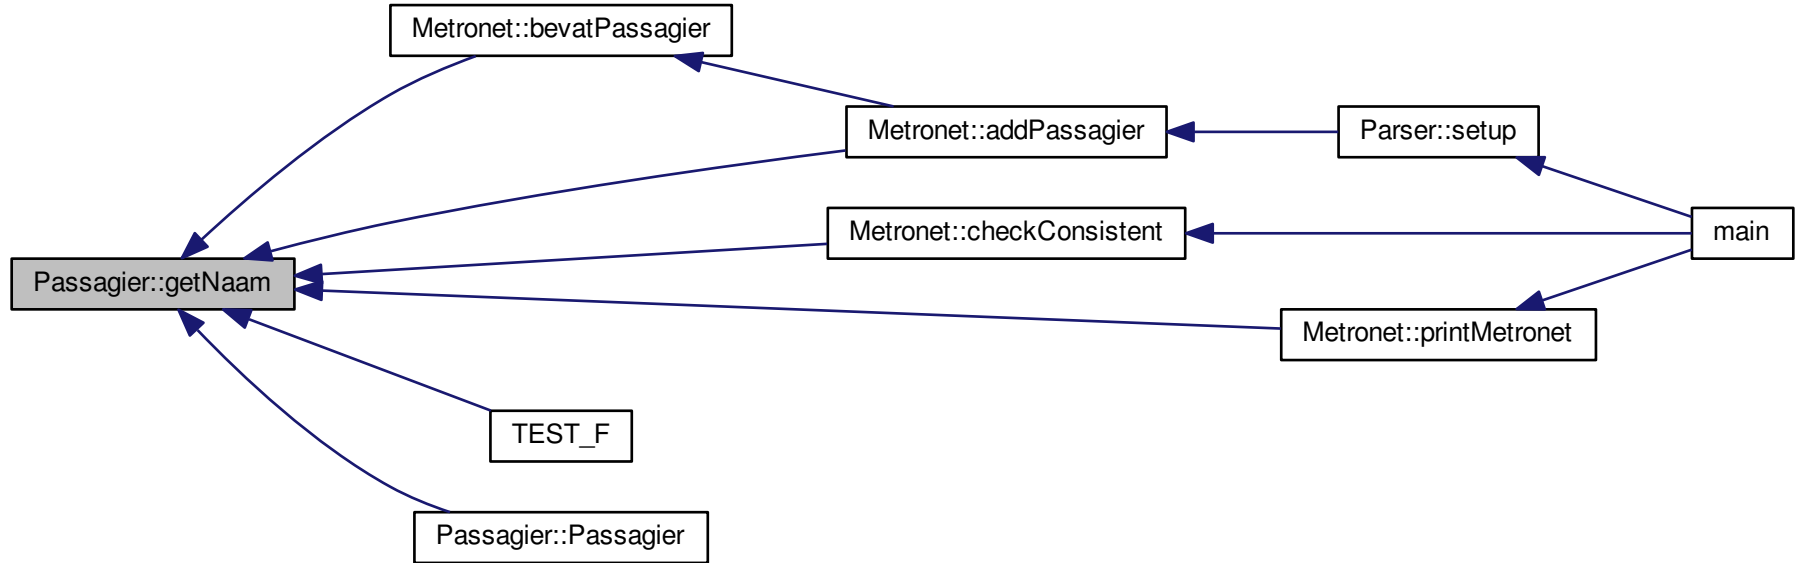 Metronet::bevatPassagier
Metronet::addPassagier
Parser::setup
Metronet::checkConsistent
main
Passagier::getNaam
Metronet::printMetronet
TEST_F
Passagier::Passagier